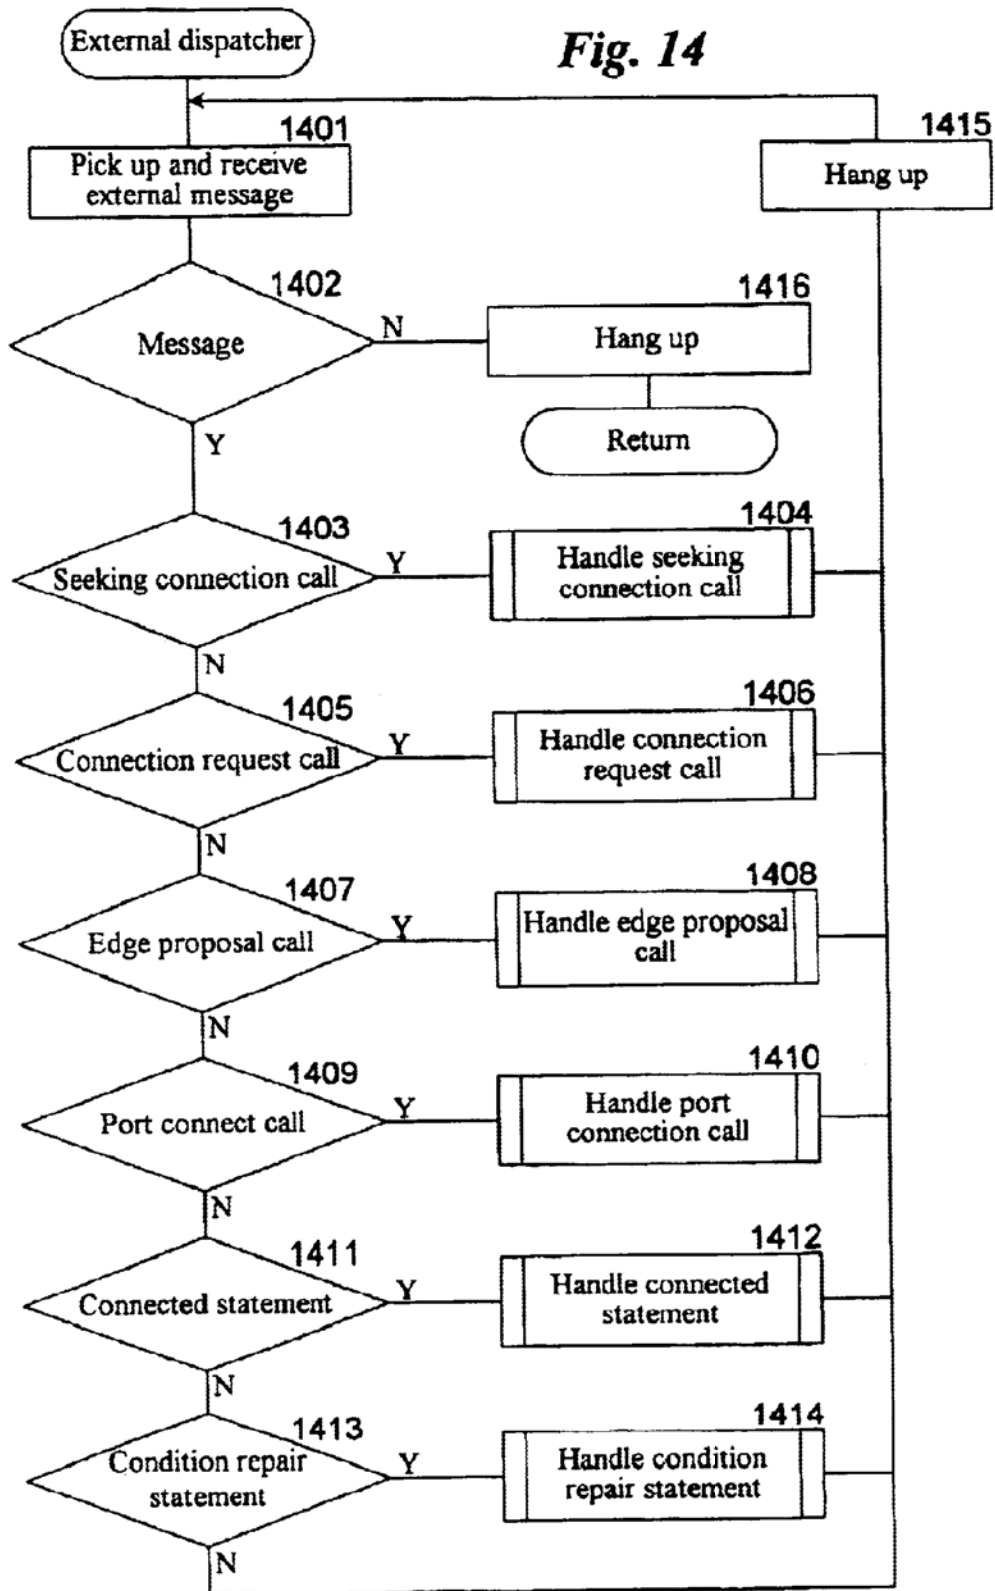 External dispatcher
Fig. 14
1401
Pick up and receive
external message
1415
Hang up
1402
Message
N
1416
Hang up
Y
Return
1403
Seeking connection call
Y
1404
Handle seeking
connection call
N
1405
Connection request call
Y
1406
Handle connection
request call
N
1407
Edge proposal call
Y
1408
Handle edge proposal
call
N
1409
Port connect call
Y
1410
Handle port
connection call
N
1411
Connected statement
Y
1412
Handle connected
statement
N
1413
Condition repair
statement
Y
1414
Handle condition
repair statement
N